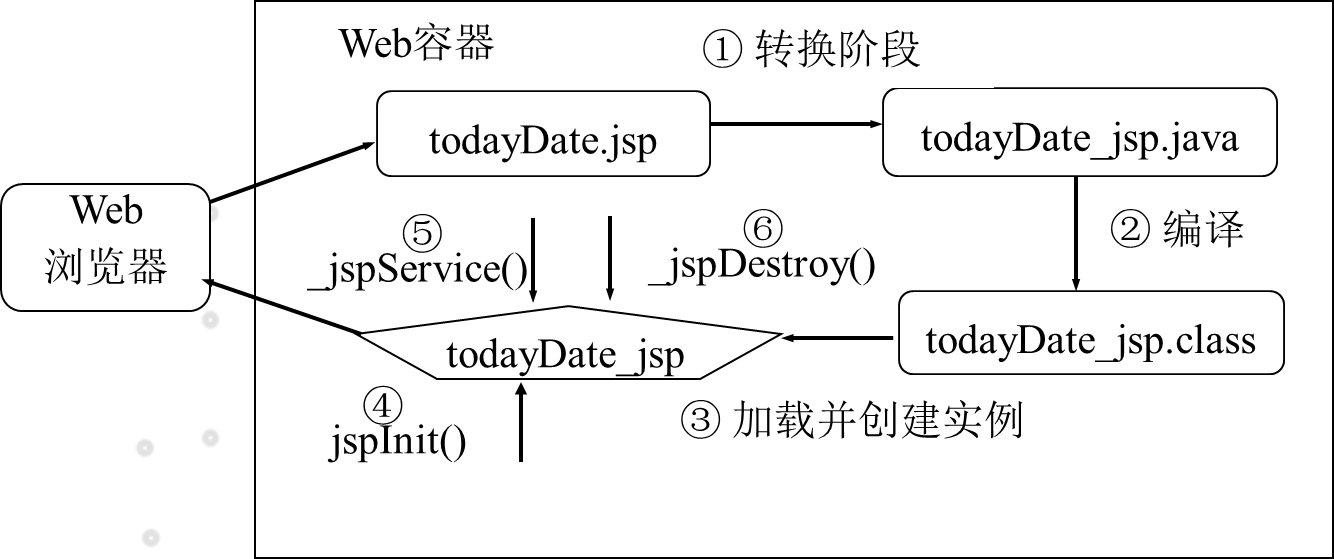 Web容器
① 转换阶段
todayDate.jsp
todayDate_jsp.java
Web
浏览器
⑤
_jspService()
⑥
_jspDestroy()
② 编译
todayDate_jsp
todayDate_jsp.class
④
jspInit()
③ 加载并创建实例